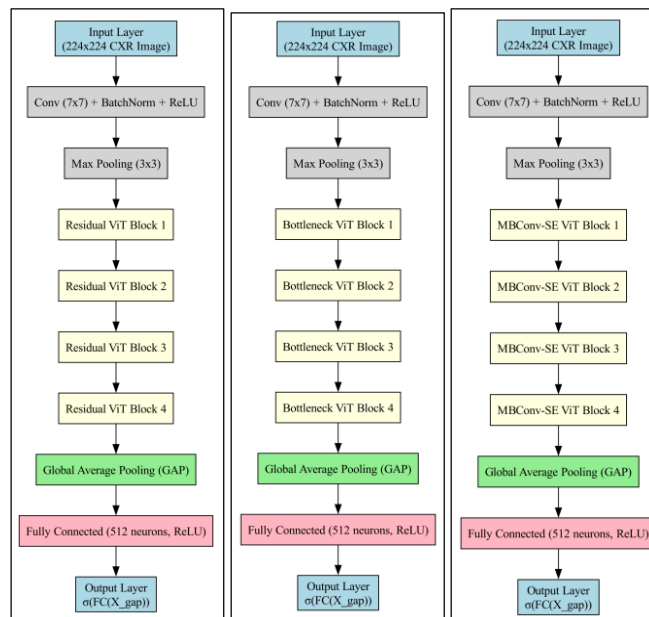 Input Layer
(224x224 CXR Image)
Conv (7x7) + BatchNorm + ReLU
Max Pooling (3x3)
Residual ViT Block 1
Residual ViT Block 2
Residual ViT Block 3
Residual ViT Block 4
Global Average Pooling (GAP)
Fully Connected (512 neurons, ReLU)
Output Layer
σ(FC(X_gap))
Input Layer
(224x224 CXR Image)
Conv (7x7) + BatchNorm + ReLU
Max Pooling (3x3)
Bottleneck ViT Block 1
Bottleneck ViT Block 2
Bottleneck ViT Block 3
Bottleneck ViT Block 4
Global Average Pooling (GAP)
Fully Connected (512 neurons, ReLU)
Output Layer
σ(FC(X_gap))
Input Layer
(224x224 CXR Image)
Conv (7x7) + BatchNorm + ReLU
Max Pooling (3x3)
MBConv-SE ViT Block 1
MBConv-SE ViT Block 2
MBConv-SE ViT Block 3
MBConv-SE ViT Block 4
Global Average Pooling (GAP)
Fully Connected (512 neurons, ReLU)
Output Layer
σ(FC(X_gap))